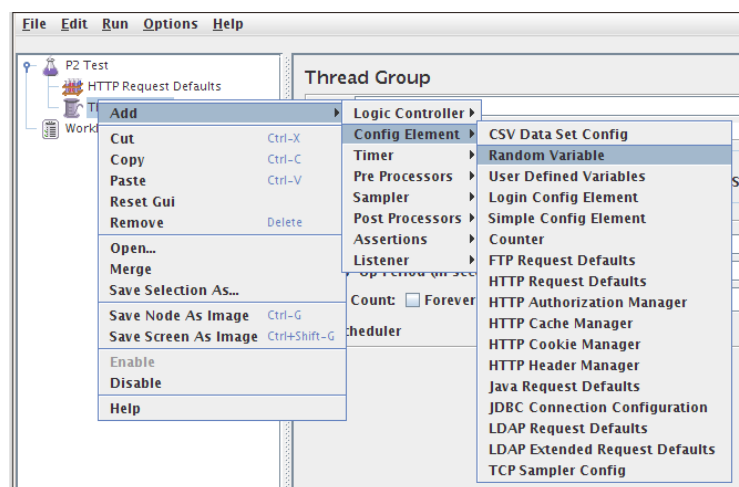 File Edit Run Options Help
P2 Test
HTTP Request Defaults
Thread Group
Add
Cut Ctrl-X
Copy Ctrl-C
Paste Ctrl-V
Reset Gui
Remove Delete
Open...
Merge
Save Selection As...
Save Node As Image Ctrl-G
Save Screen As Image Ctrl+Shift-G
Enable
Disable
Help
Logic Controller
Config Element
Timer
Pre Processors
Sampler
Post Processors
Assertions
Listener
CSV Data Set Config
Random Variable
User Defined Variables
Login Config Element
Simple Config Element
Counter
FTP Request Defaults
HTTP Request Defaults
HTTP Authorization Manager
HTTP Cache Manager
HTTP Cookie Manager
HTTP Header Manager
Java Request Defaults
JDBC Connection Configuration
LDAP Request Defaults
LDAP Extended Request Defaults
TCP Sampler Config
Count: Forever